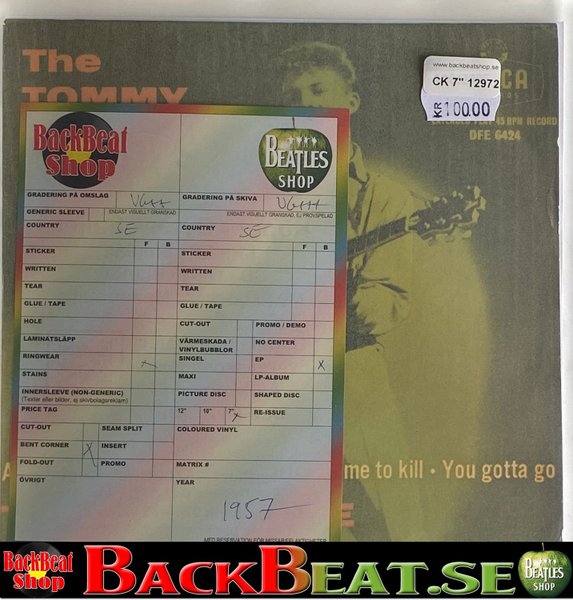 The
TOMMY
www.backbeatshop.se
CK 7" 12972
KR 100.00
CA
EXTENDED PLAY 45 RPM RECORD
DFE 6424
BackBeat
Shop
BEATLES
SHOP
GRADERING PÅ OMSLAG VG++
GRADERING PÅ SKIVA VG+++
GENERIC SLEEVE
ENDAST VISUELLT GRANSKAD
ENDAST VISUELLT GRANSKAD, EJ PROVSPELAD
COUNTRY SE
COUNTRY SE
F B
F B
STICKER
STICKER
WRITTEN
WRITTEN
TEAR
TEAR
GLUE / TAPE
GLUE / TAPE
HOLE
CUT-OUT
PROMO / DEMO
LAMINATSLÄPP
VÄRMESKADA /
VINYLBUBBLOR
NO CENTER
RINGWEAR
SINGEL
EP X
STAINS
MAXI
LP-ALBUM
INNERSLEEVE (NON-GENERIC)
(Texter eller bilder, ej skivbolagsreklam)
PICTURE DISC
SHAPED DISC
PRICE TAG
12" 10" 7" X
RE-ISSUE
CUT-OUT
SEAM SPLIT
COLOURED VINYL
BENT CORNER X
INSERT
FOLD-OUT
PROMO
MATRIX #
ÖVRIGT
YEAR
1957
MED RESERVATION FÖR MISSAR/FELAKTIGHETER
me to kill · You gotta go
BackBeat
Shop
BACKBEAT.SE
BEATLES
SHOP